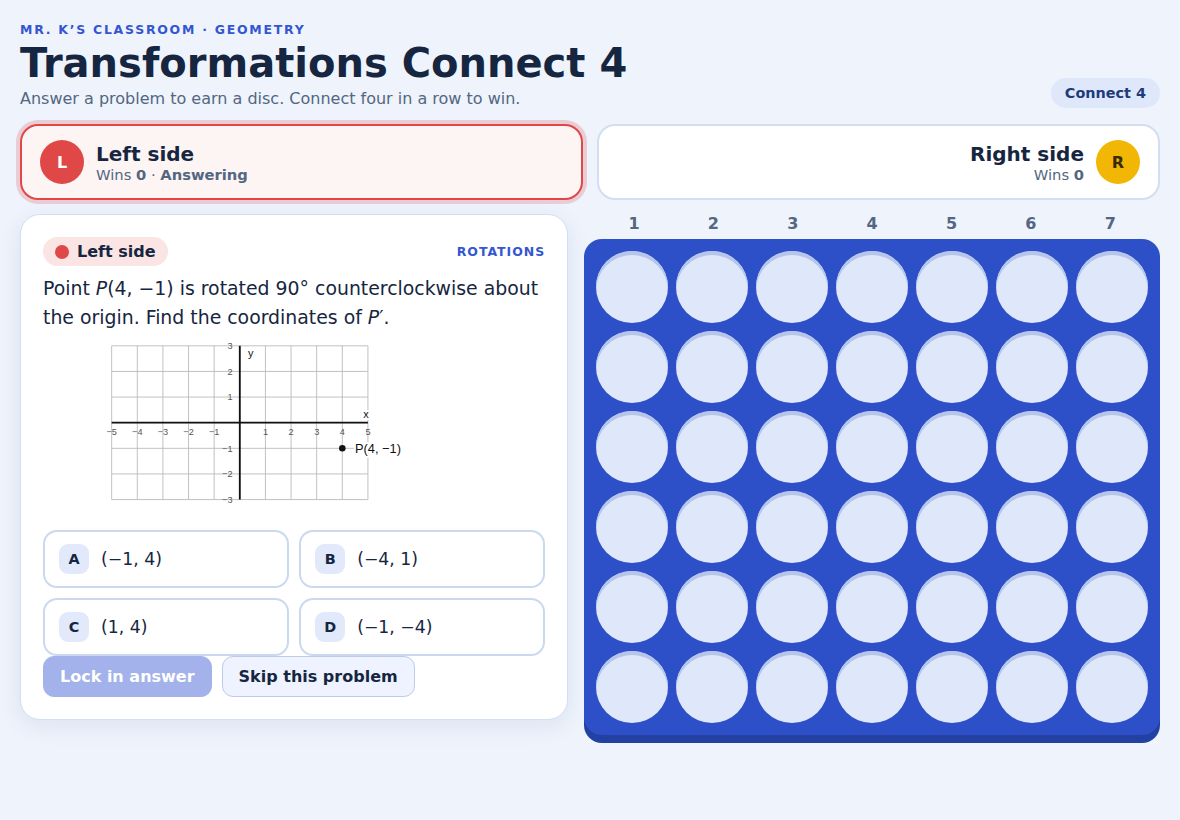 MR. K’S CLASSROOM · GEOMETRY
Transformations Connect 4
Answer a problem to earn a disc. Connect four in a row to win.
Connect 4
L
Left side
Wins 0 · Answering
Right side
Wins 0
R
Left side
ROTATIONS
Point P(4, −1) is rotated 90° counterclockwise about
the origin. Find the coordinates of P′.
3
y
2
1
x
−5 −4 −3 −2 −1 1 2 3 4 5
−1
P(4, −1)
−2
−3
A (−1, 4)
B (−4, 1)
C (1, 4)
D (−1, −4)
Lock in answer
Skip this problem
1 2 3 4 5 6 7